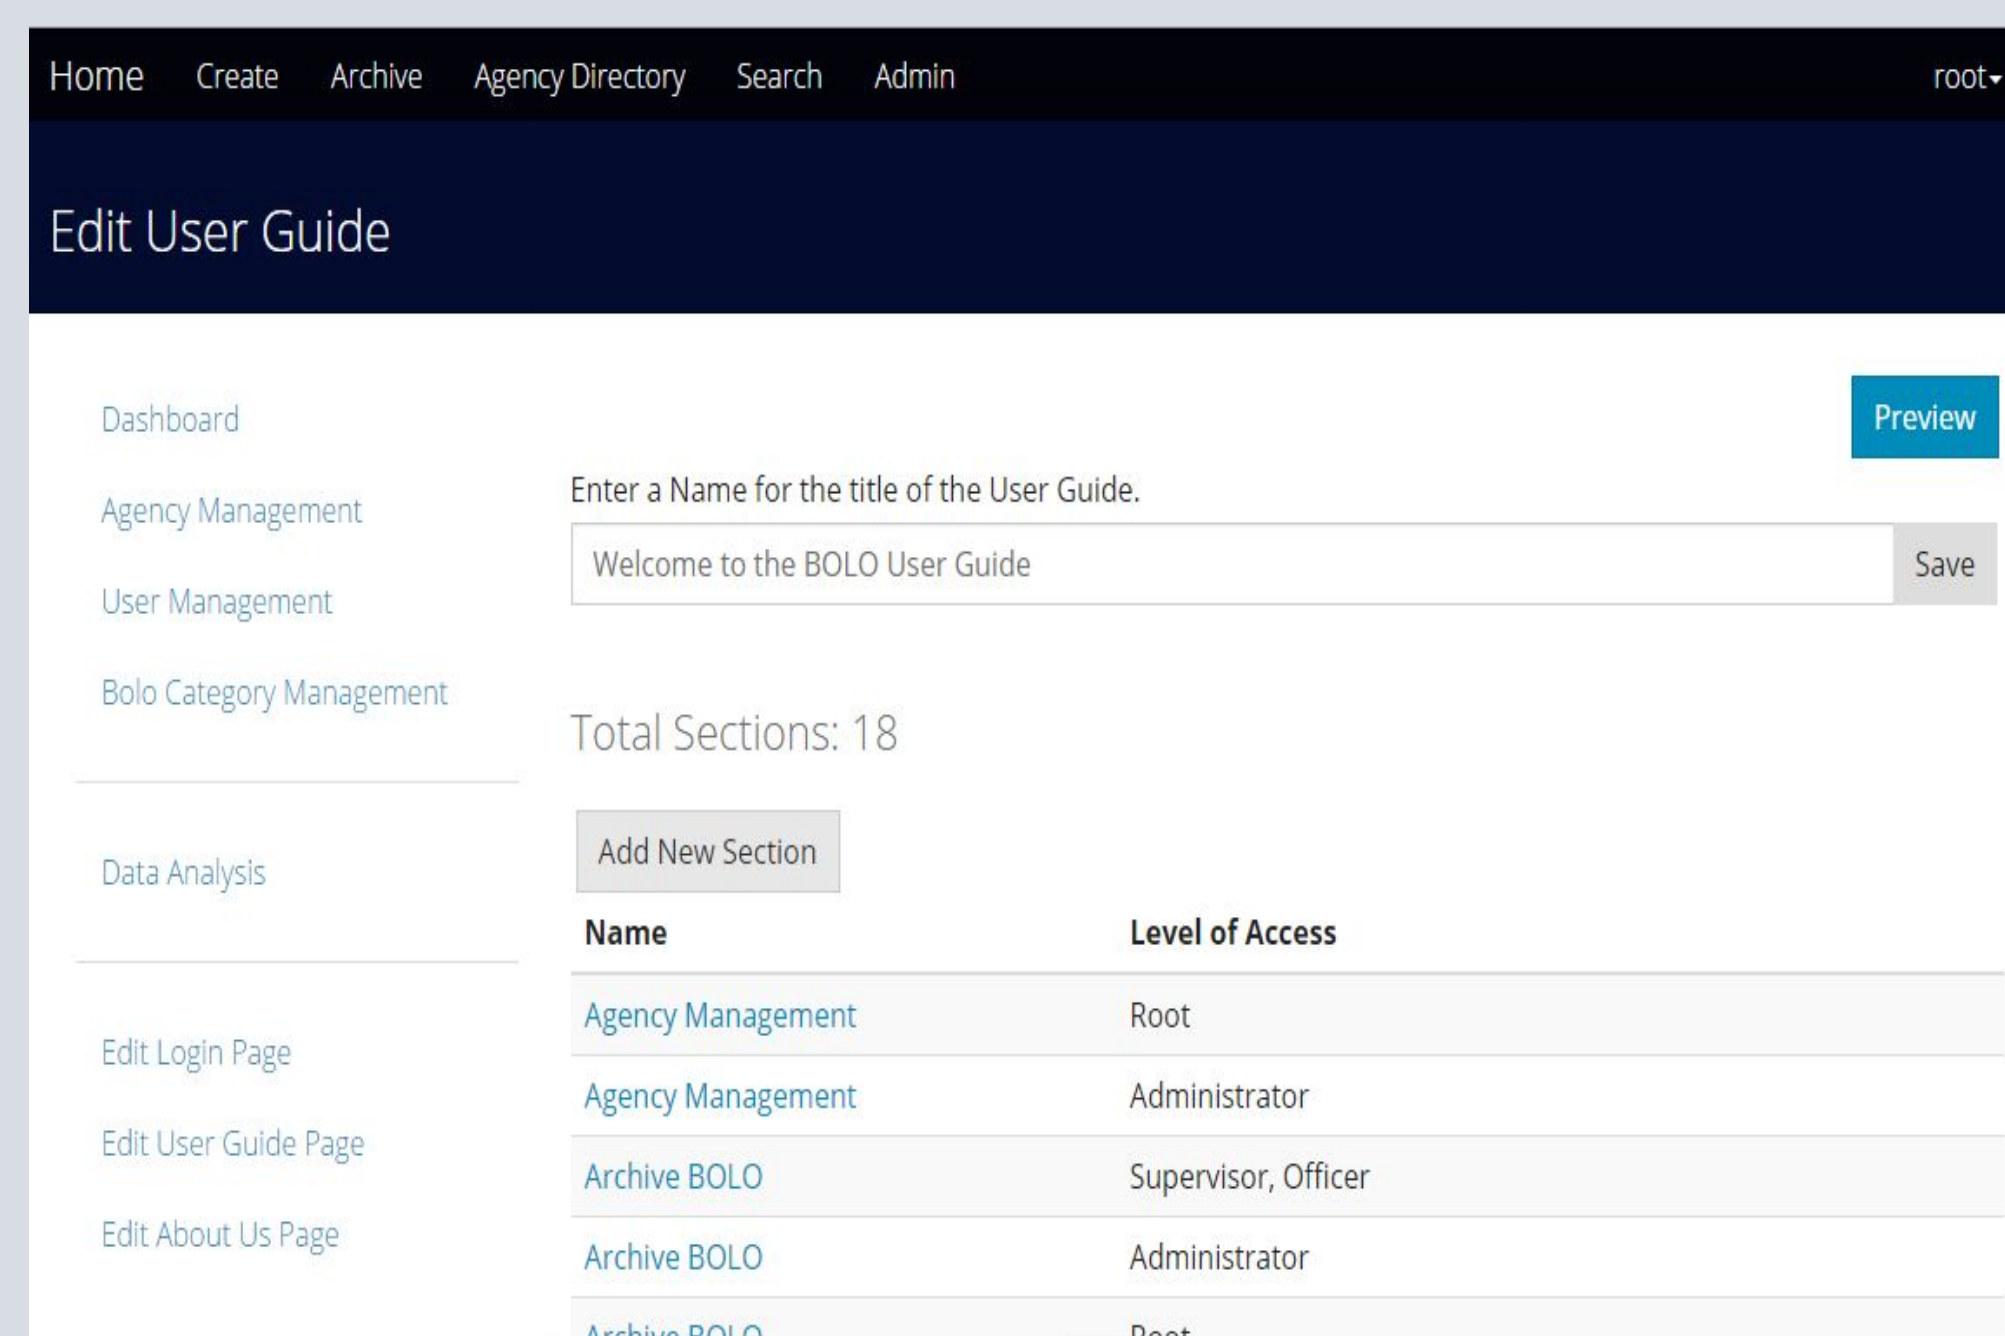 Home Create Archive Agency Directory Search Admin root
Edit User Guide
Dashboard
Agency Management
User Management
Bolo Category Management
Data Analysis
Edit Login Page
Edit User Guide Page
Edit About Us Page
Preview
Enter a Name for the title of the User Guide.
Welcome to the BOLO User Guide Save
Total Sections: 18
Add New Section
Name Level of Access
Agency Management Root
Agency Management Administrator
Archive BOLO Supervisor, Officer
Archive BOLO Administrator
Archive BOLO Root